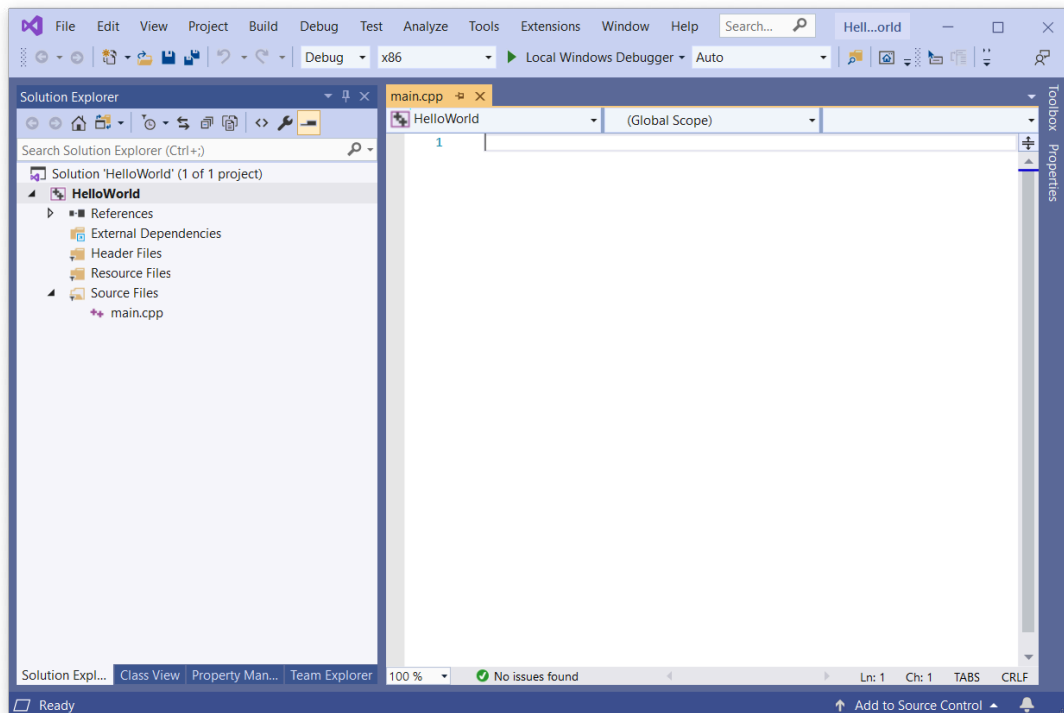 File Edit View Project Build Debug Test Analyze Tools Extensions Window Help Search... Hell...orld
Debug x86 Local Windows Debugger Auto
Solution Explorer
Search Solution Explorer (Ctrl+;)
Solution 'HelloWorld' (1 of 1 project)
HelloWorld
References
External Dependencies
Header Files
Resource Files
Source Files
main.cpp
Solution Expl... Class View Property Man... Team Explorer
main.cpp
HelloWorld (Global Scope)
1
100 % No issues found Ln: 1 Ch: 1 TABS CRLF
Toolbox
Properties
Ready Add to Source Control